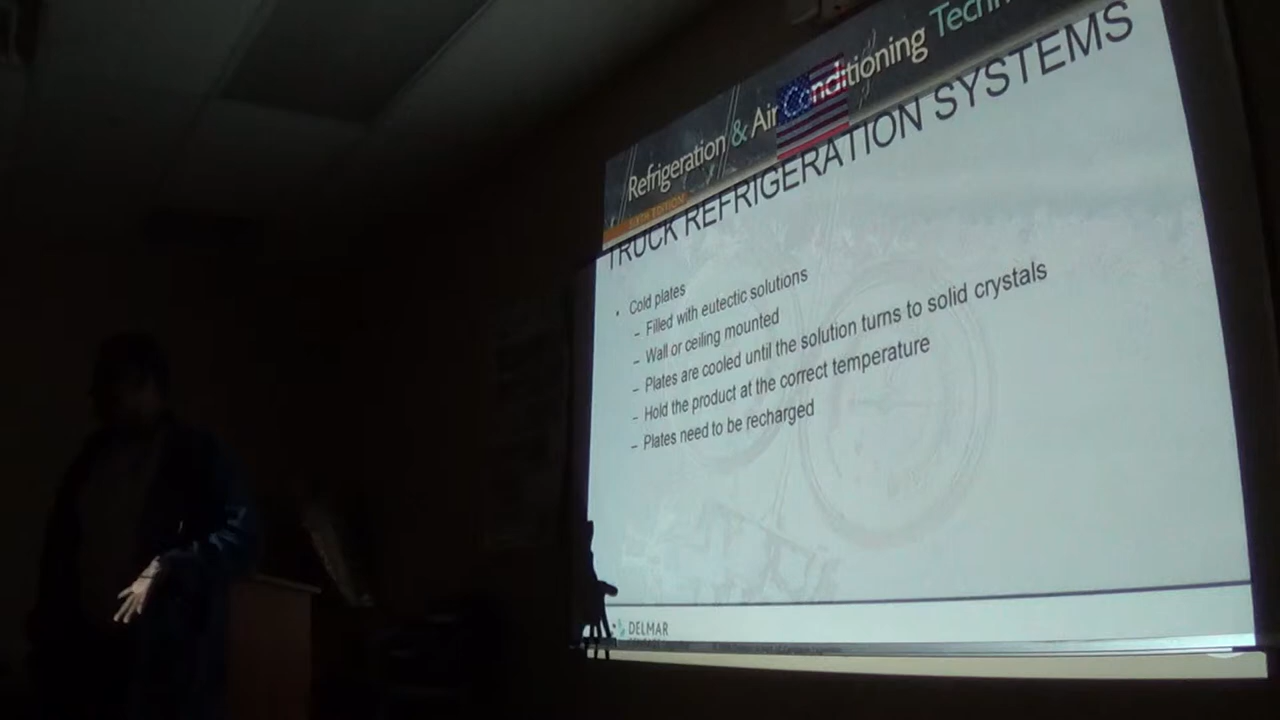 Refrigeration & Air Conditioning Techn
SIXTH EDITION
TRUCK REFRIGERATION SYSTEMS
• Cold plates
– Filled with eutectic solutions
– Wall or ceiling mounted
– Plates are cooled until the solution turns to solid crystals
– Hold the product at the correct temperature
– Plates need to be recharged
DELMAR